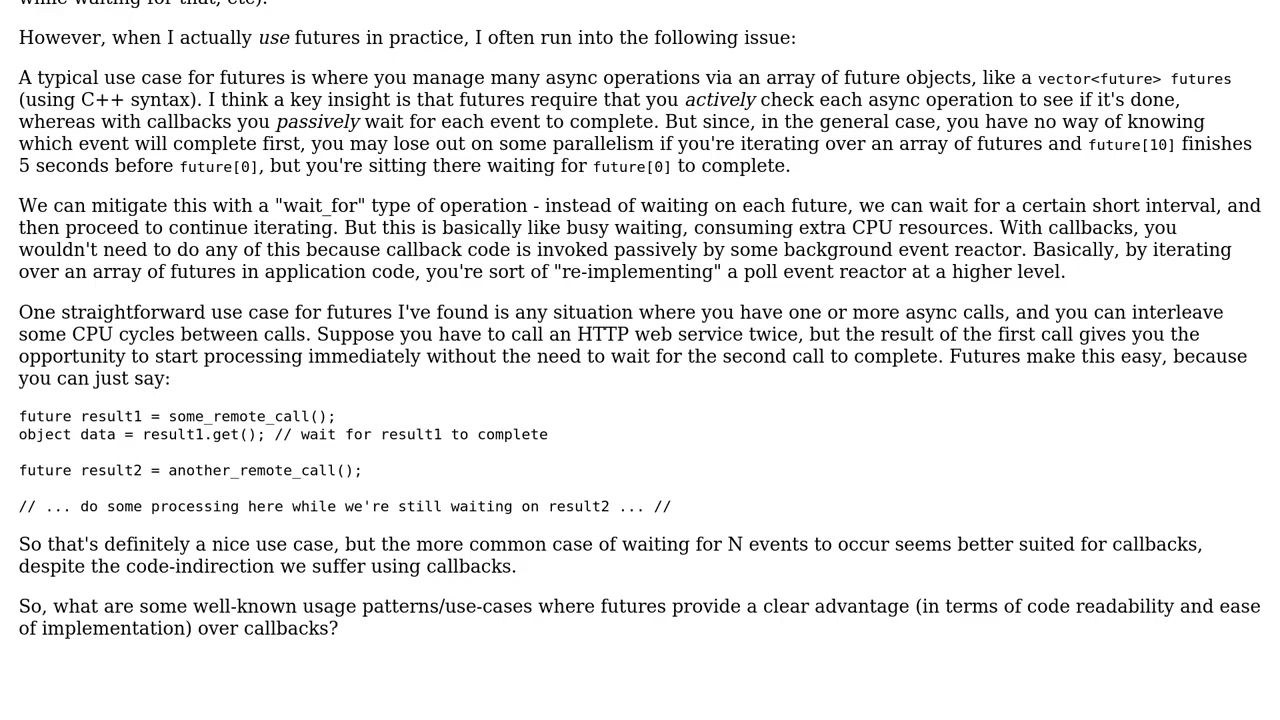 while waiting for that, etc).
However, when I actually use futures in practice, I often run into the following issue:
A typical use case for futures is where you manage many async operations via an array of future objects, like a vector<future> futures
(using C++ syntax). I think a key insight is that futures require that you actively check each async operation to see if it's done,
whereas with callbacks you passively wait for each event to complete. But since, in the general case, you have no way of knowing
which event will complete first, you may lose out on some parallelism if you're iterating over an array of futures and future[10] finishes
5 seconds before future[0], but you're sitting there waiting for future[0] to complete.
We can mitigate this with a "wait_for" type of operation - instead of waiting on each future, we can wait for a certain short interval, and
then proceed to continue iterating. But this is basically like busy waiting, consuming extra CPU resources. With callbacks, you
wouldn't need to do any of this because callback code is invoked passively by some background event reactor. Basically, by iterating
over an array of futures in application code, you're sort of "re-implementing" a poll event reactor at a higher level.
One straightforward use case for futures I've found is any situation where you have one or more async calls, and you can interleave
some CPU cycles between calls. Suppose you have to call an HTTP web service twice, but the result of the first call gives you the
opportunity to start processing immediately without the need to wait for the second call to complete. Futures make this easy, because
you can just say:
future result1 = some_remote_call();
object data = result1.get(); // wait for result1 to complete
future result2 = another_remote_call();
// ... do some processing here while we're still waiting on result2 ... //
So that's definitely a nice use case, but the more common case of waiting for N events to occur seems better suited for callbacks,
despite the code-indirection we suffer using callbacks.
So, what are some well-known usage patterns/use-cases where futures provide a clear advantage (in terms of code readability and ease
of implementation) over callbacks?